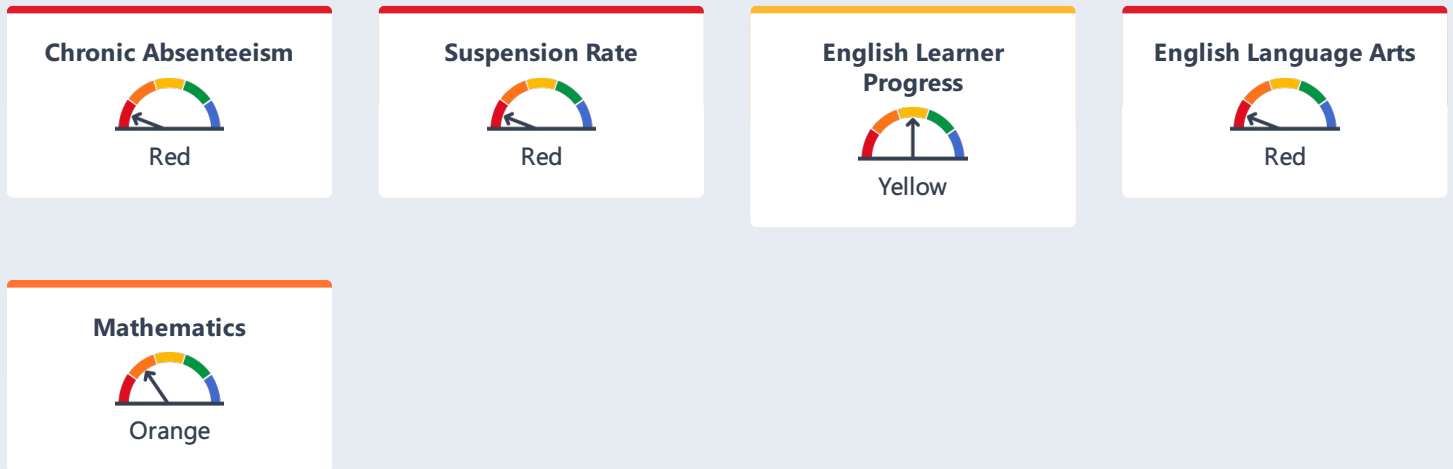 Chronic Absenteeism
Red
Suspension Rate
Red
English Learner
Progress
Yellow
English Language Arts
Red
Mathematics
Orange